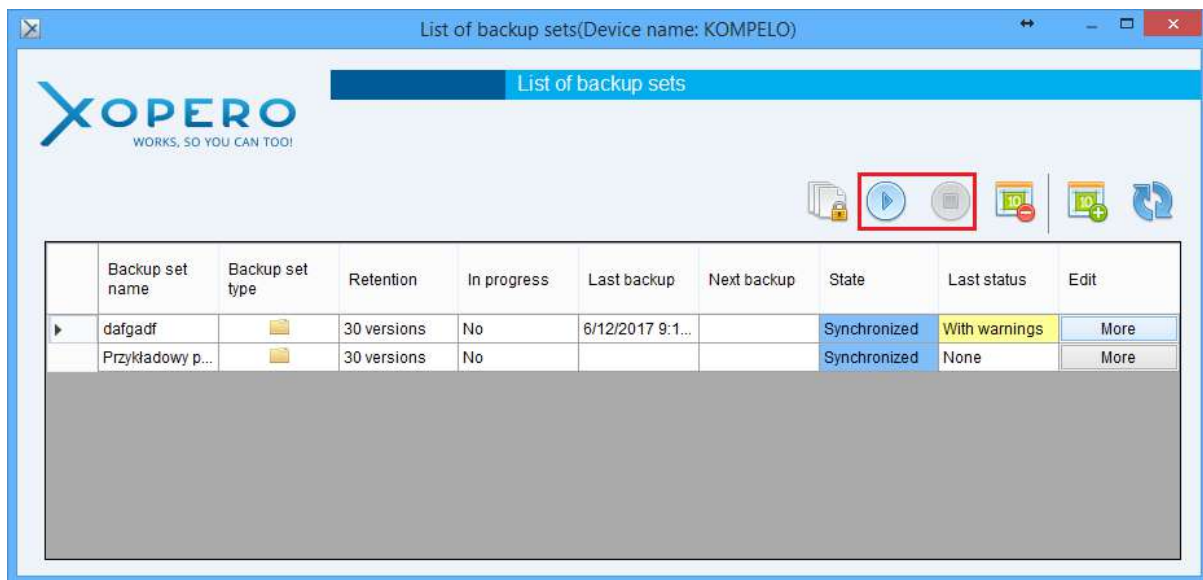 List of backup sets(Device name: KOMPELO)
List of backup sets
XOPERO
WORKS, SO YOU CAN TOO!
10 10
Backup set name Backup set type Retention In progress Last backup Next backup State Last status Edit
dafgadf 30 versions No 6/12/2017 9:1... Synchronized With warnings More
Przykładowy p... 30 versions No Synchronized None More